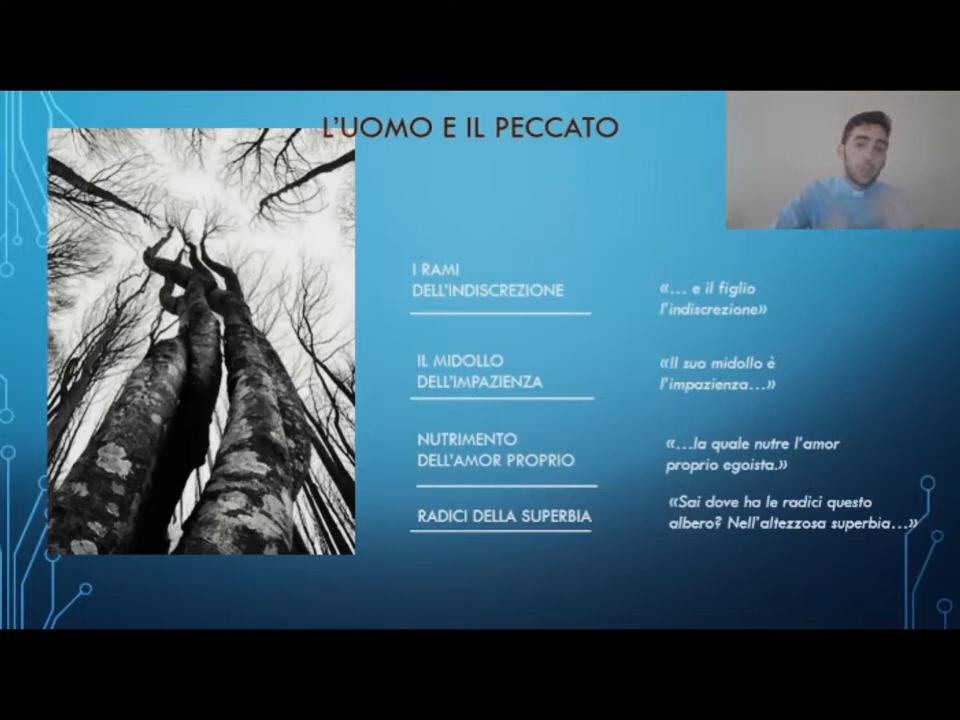 L'UOMO E IL PECCATO
I RAMI
DELL'INDISCREZIONE
«... e il figlio
l'indiscrezione»
IL MIDOLLO
DELL'IMPAZIENZA
«Il suo midollo è
l'impazienza...»
NUTRIMENTO
DELL'AMOR PROPRIO
«...la quale nutre l'amor
proprio egoista.»
RADICI DELLA SUPERBIA
«Sai dove ha le radici questo
albero? Nell'altezzosa superbia...»